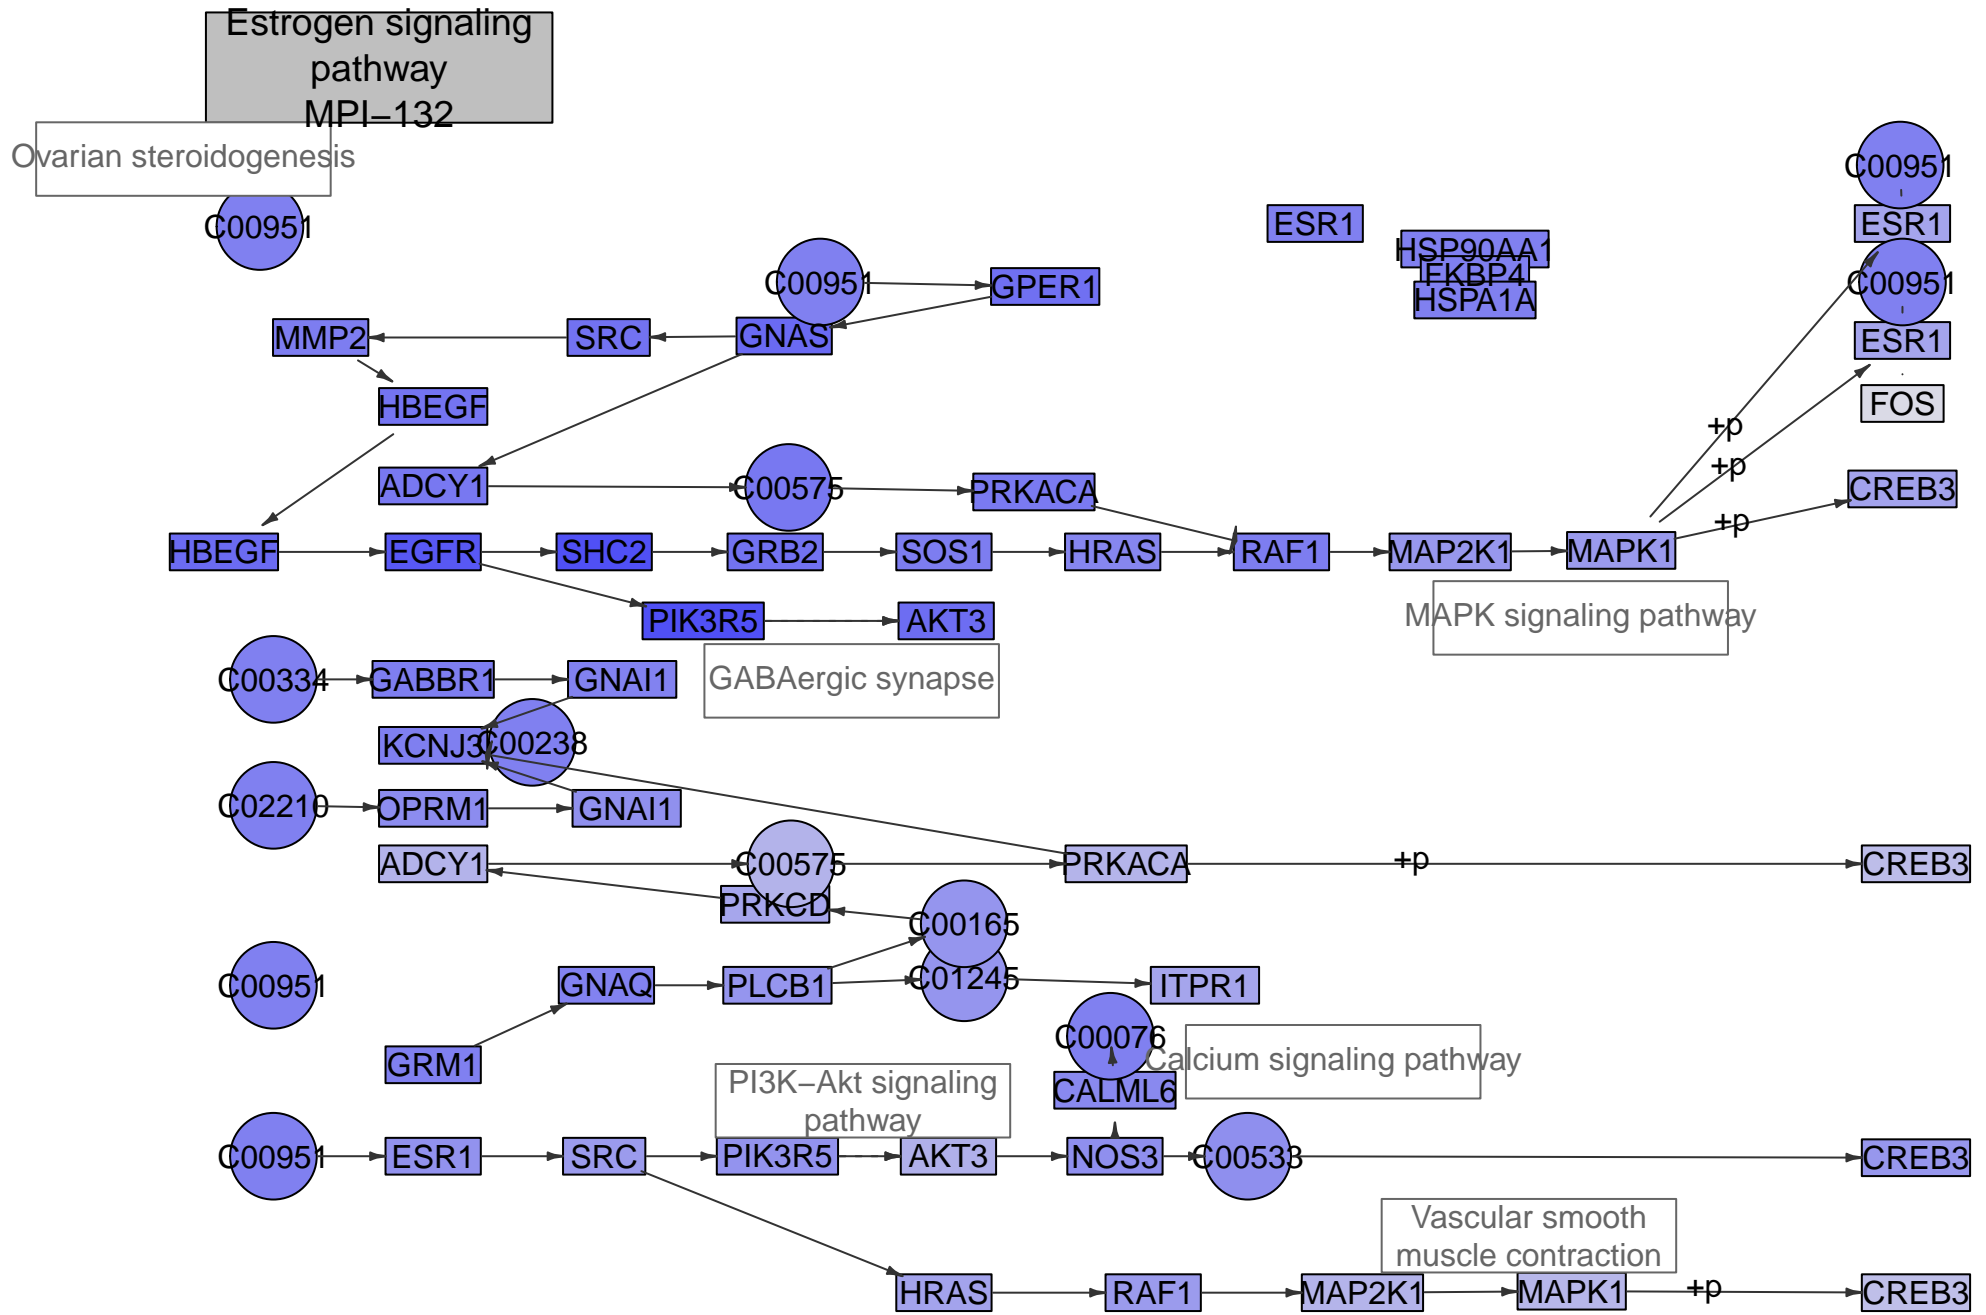 Estrogen signaling
pathway
MPI−132
Ovarian steroidogenesis
C00951
C00951
ESR1
ESR1
C00951
GPER1
HSP90AA1
FKBP4
HSPA1A
C00951
MMP2
SRC
GNAS
ESR1
HBEGF
FOS
+p
+p
ADCY1
C00575
PRKACA
CREB3
+p
HBEGF
EGFR
SHC2
GRB2
SOS1
HRAS
RAF1
MAP2K1
MAPK1
PIK3R5
AKT3
MAPK signaling pathway
C00334
GABBR1
GNAI1
GABAergic synapse
KCNJ3
C00238
C02210
OPRM1
GNAI1
ADCY1
C00575
PRKACA
+p
CREB3
PRKCD
C00165
C00951
GNAQ
PLCB1
C01245
ITPR1
C00076
Calcium signaling pathway
GRM1
PI3K−Akt signaling
pathway
CALML6
C00951
ESR1
SRC
PIK3R5
AKT3
NOS3
C00533
CREB3
Vascular smooth
muscle contraction
HRAS
RAF1
MAP2K1
MAPK1
+p
CREB3